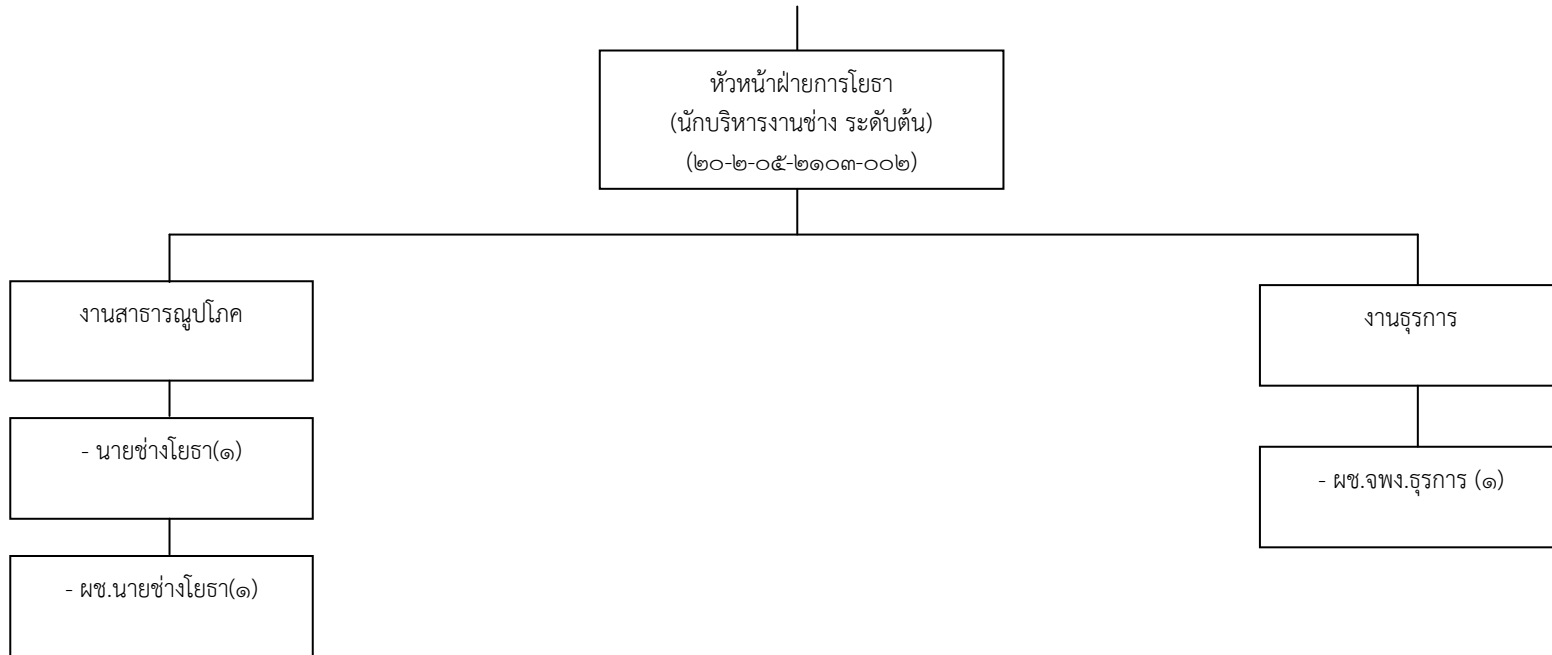 หัวหน้าฝ่ายการโยธา
(นักบริหารงานช่าง ระดับต้น)
(๒๐-๒-๐๕-๒๑๐๓-๐๐๒)
งานสาธารณูปโภค
งานธุรการ
- นายช่างโยธา(๑)
- ผช.จพง.ธุรการ (๑)
- ผช.นายช่างโยธา(๑)